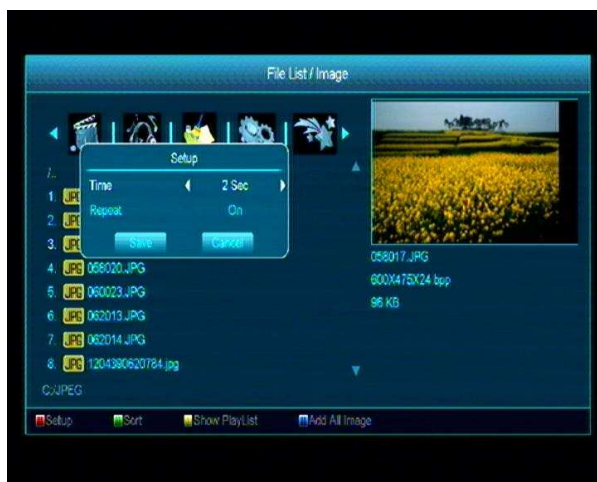 File List / Image
Setup
Time 2 Sec
Repeat On
Save Cancel
/..
1. JPG
2. JPG
3. JPG
4. JPG 058020.JPG
5. JPG 060023.JPG
6. JPG 062013.JPG
7. JPG 062014.JPG
8. JPG 1204390620784.jpg
058017.JPG
600X475X24 bpp
96 KB
C:/JPEG
Setup Sort Show PlayList Add All Image